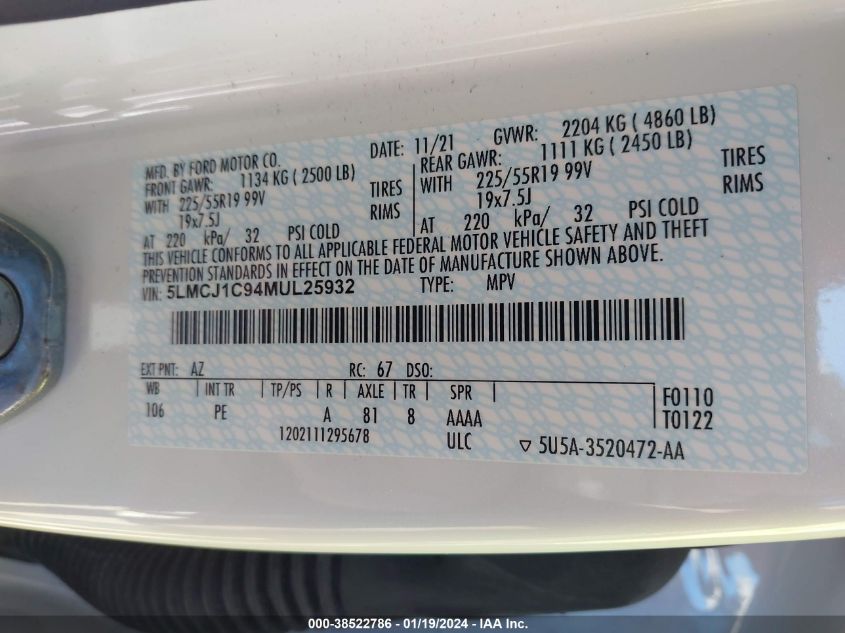 MFD. BY FORD MOTOR CO.
DATE: 11/21 GVWR: 2204 KG ( 4860 LB)
FRONT GAWR: 1134 KG ( 2500 LB)
WITH 225/55R19 99V TIRES
19x7.5J RIMS
AT 220 kPa/ 32 PSI COLD
REAR GAWR: 1111 KG ( 2450 LB)
WITH 225/55R19 99V TIRES
19x7.5J RIMS
AT 220 kPa/ 32 PSI COLD
THIS VEHICLE CONFORMS TO ALL APPLICABLE FEDERAL MOTOR VEHICLE SAFETY AND THEFT
PREVENTION STANDARDS IN EFFECT ON THE DATE OF MANUFACTURE SHOWN ABOVE.
VIN: 5LMCJ1C94MUL25932 TYPE: MPV
EXT PNT: AZ RC: 67 DSO:
WB INT TR TP/PS R AXLE TR SPR
106 PE A 81 8 AAAA
F0110
T0122
1202111295678 ULC ▽ 5U5A-3520472-AA
000-38522786 - 01/19/2024 - IAA Inc.